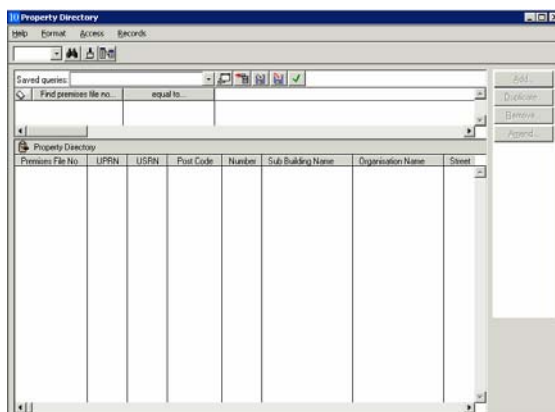 Property Directory
Help Format Access Records
Saved queries:
Find premises file no... equal to...
Add...
Duplicate...
Remove...
Amend...
Property Directory
Premises File No UPRN USRN Post Code Number Sub Building Name Organisation Name Street